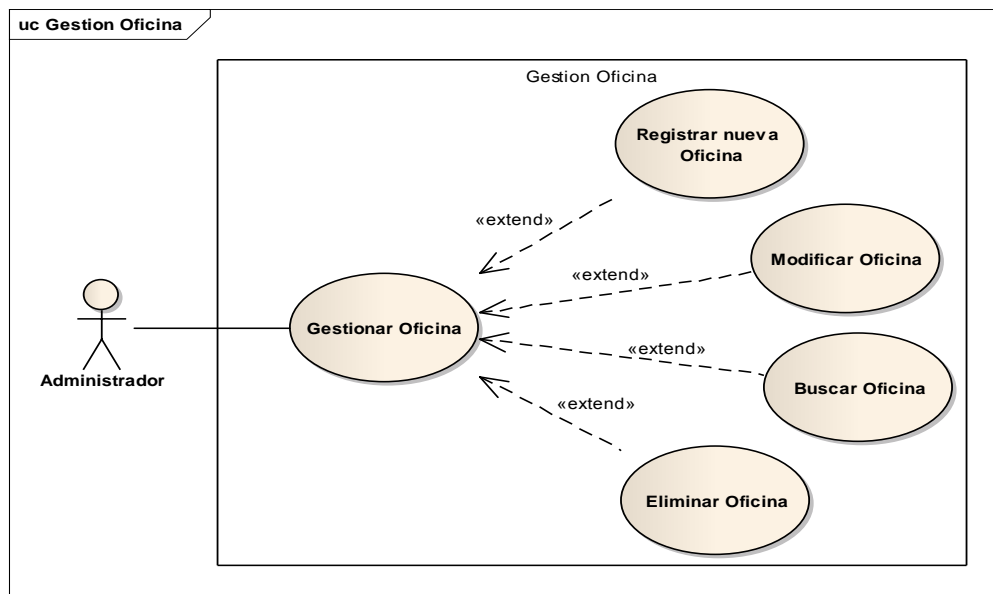 uc Gestion Oficina
Gestion Oficina
Registrar nueva
Oficina
«extend»
Modificar Oficina
«extend»
Gestionar Oficina
«extend»
Buscar Oficina
Administrador
«extend»
Eliminar Oficina